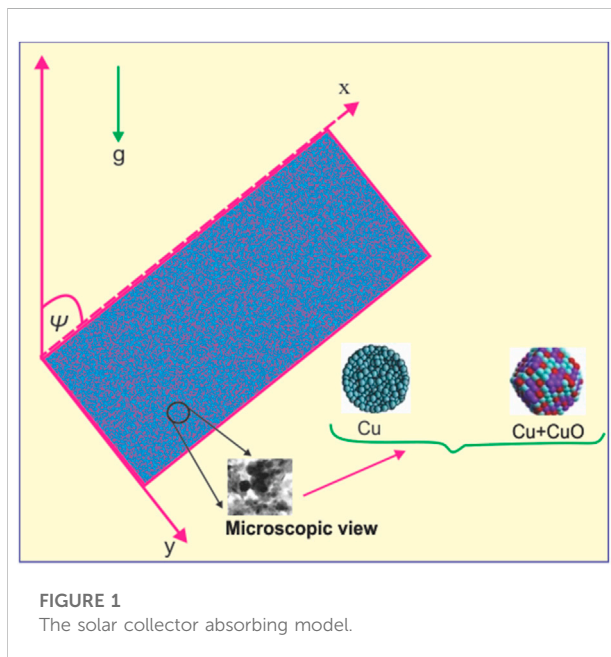 x
g
Ψ
Cu
Cu+CuO
Microscopic view
y
FIGURE 1
The solar collector absorbing model.